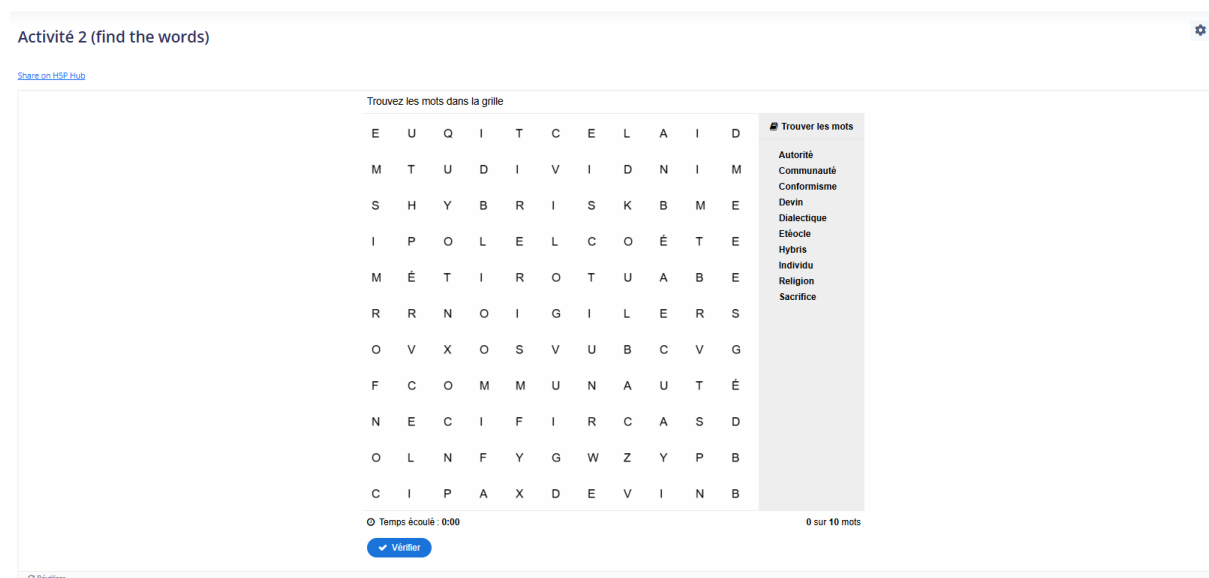 Activité 2 (find the words)
Share on H5P Hub
Trouvez les mots dans la grille
E U Q I T C E L A I D
M T U D I V I D N I M
S H Y B R I S K B M E
I P O L E L C O É T E
M É T I R O T U A B E
R R N O I G I L E R S
O V X O S V U B C V G
F C O M M U N A U T É
N E C I F I R C A S D
O L N F Y G W Z Y P B
C I P A X D E V I N B
Trouver les mots
Autorité
Communauté
Conformisme
Devin
Dialectique
Etéocle
Hybris
Individu
Religion
Sacrifice
Temps écoulé : 0:00
0 sur 10 mots
Vérifier